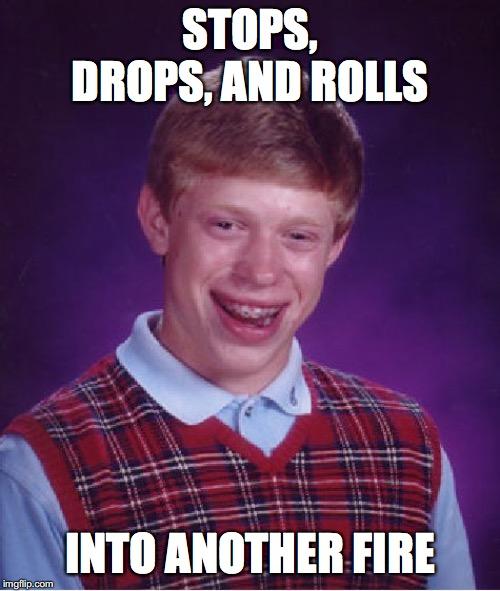 STOPS,
DROPS, AND ROLLS
INTO ANOTHER FIRE
imgflip.com